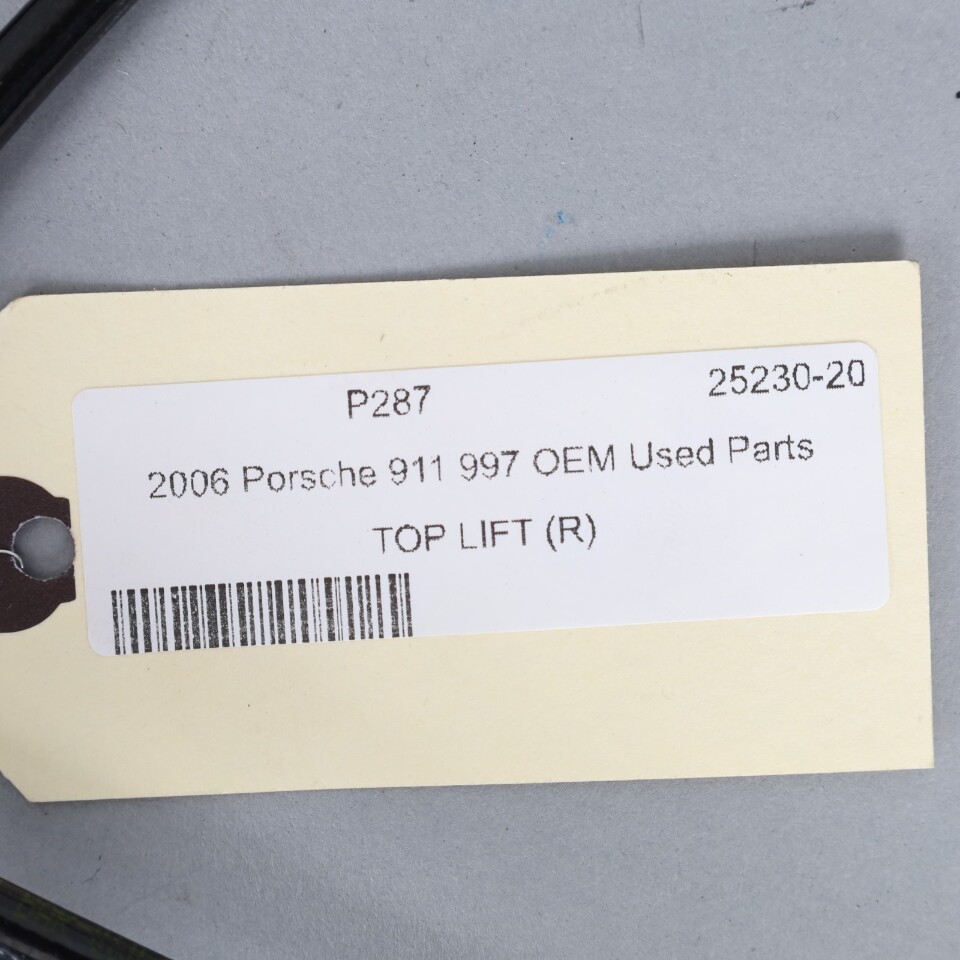 P287 25230-20
2006 Porsche 911 997 OEM Used Parts
TOP LIFT (R)